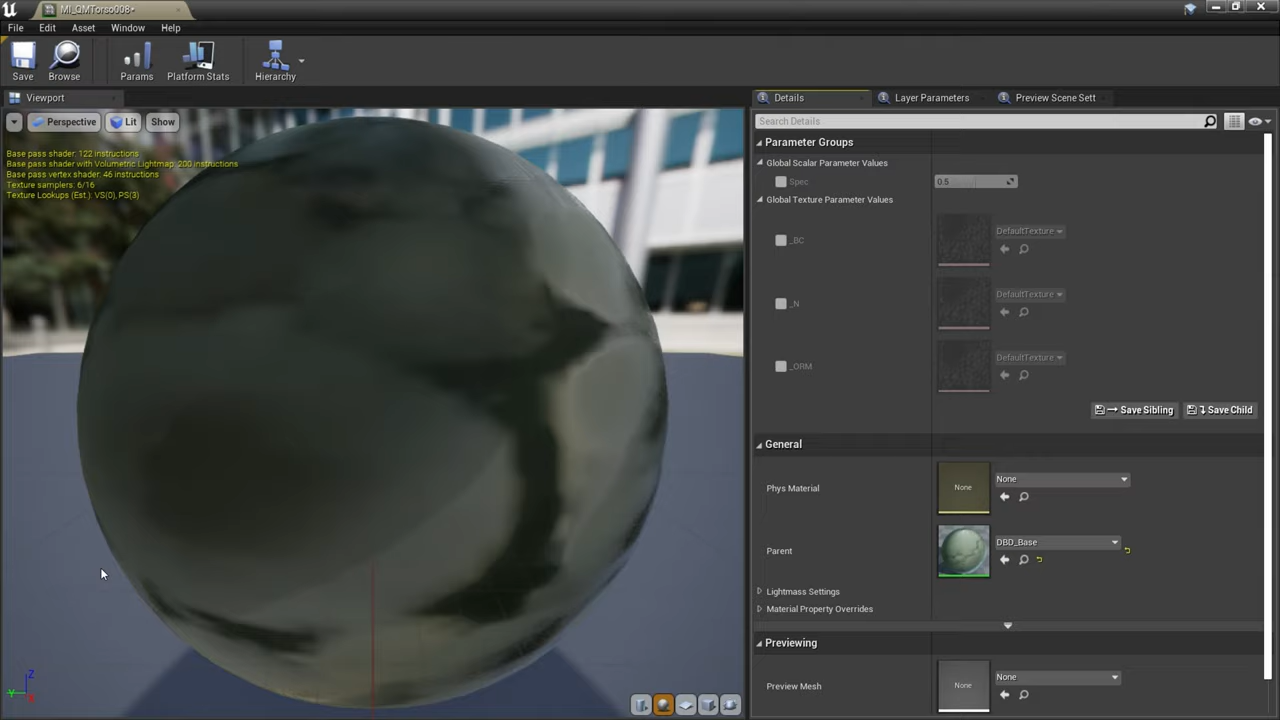 MI_QMTorso008*
File Edit Asset Window Help
Save Browse Params Platform Stats Hierarchy
Viewport
Details Layer Parameters Preview Scene Sett
Perspective Lit Show
Search Details
Base pass shader: 122 instructions
Base pass shader with Volumetric Lightmap: 200 instructions
Base pass vertex shader: 46 instructions
Texture samplers: 6/16
Texture Lookups (Est.): VS(0), PS(3)
Parameter Groups
Global Scalar Parameter Values
Spec 0.5
Global Texture Parameter Values
_BC DefaultTexture
_N DefaultTexture
_ORM DefaultTexture
Save Sibling Save Child
General
Phys Material None None
Parent DBD_Base
Lightmass Settings
Material Property Overrides
Previewing
Preview Mesh None None
Z
Y
X